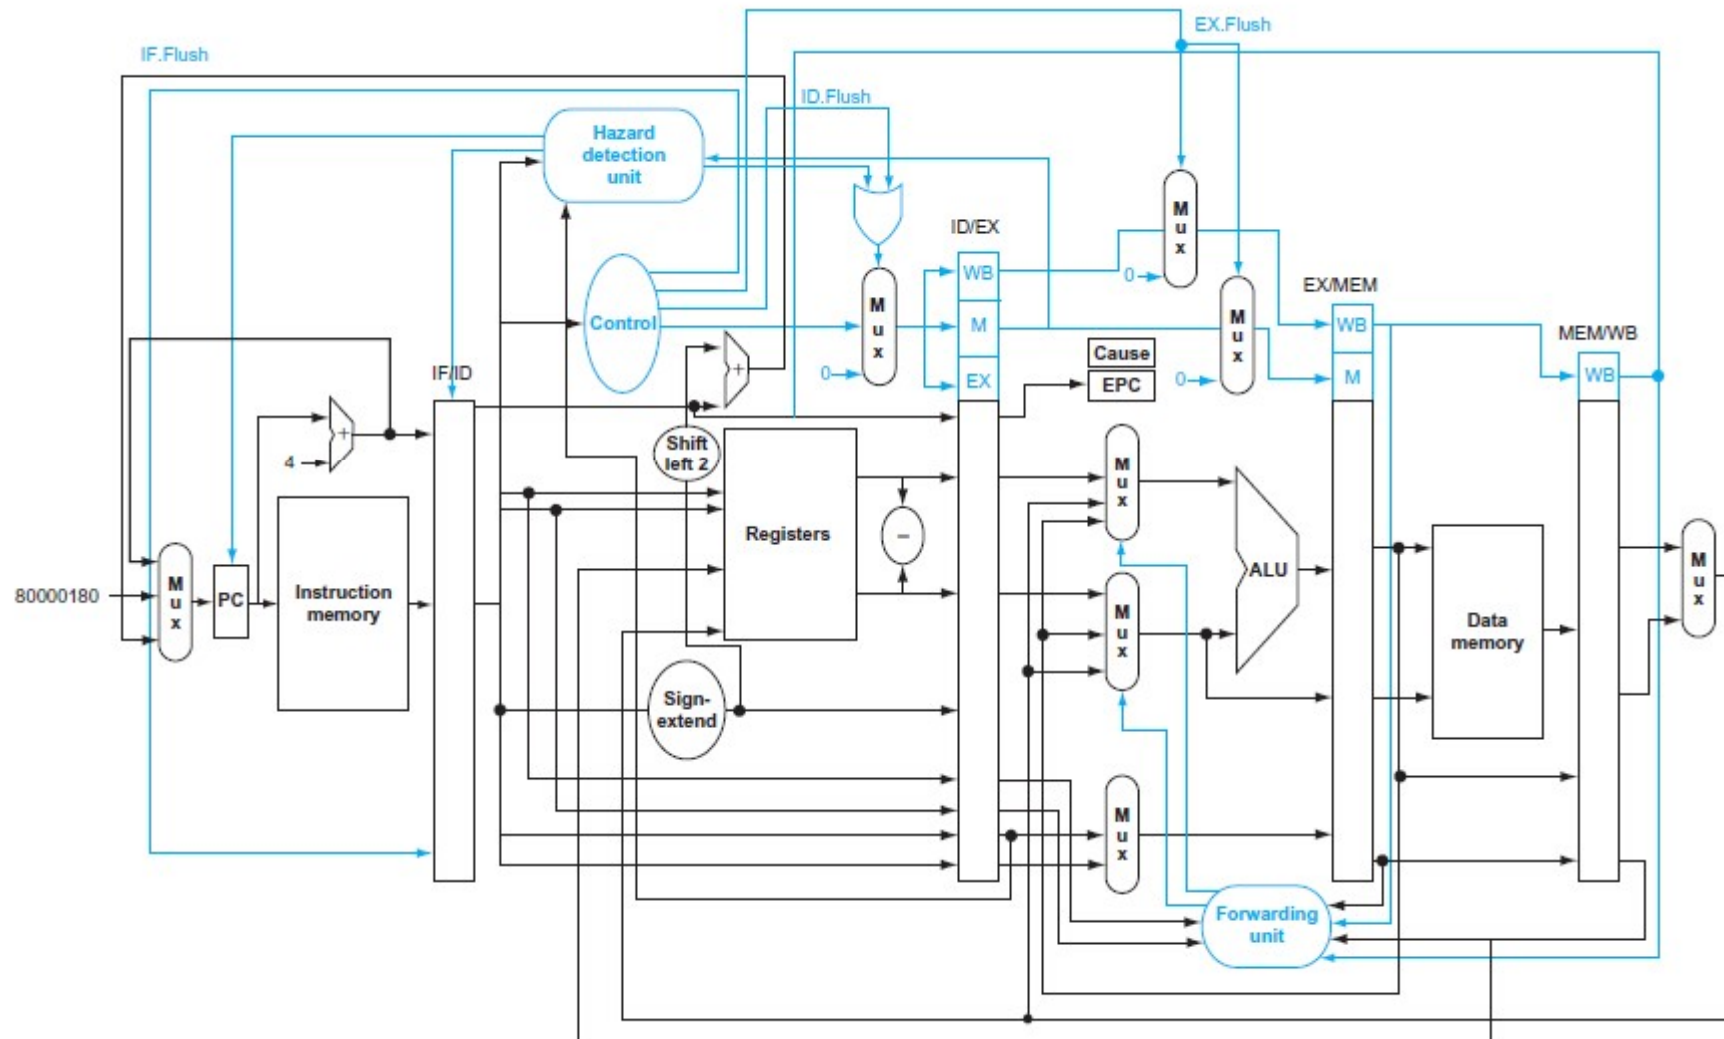 EX.Flush
IF.Flush
ID.Flush
Hazard
detection
unit
M
u
x
ID/EX
WB
0
EX/MEM
Control
M
u
x
M
M
u
x
WB
MEM/WB
Cause
IF/ID
0
EX
EPC
0
M
WB
+
+
4
Shift
left 2
M
u
x
Registers
–
ALU
M
u
x
80000180
M
u
x
PC
Instruction
memory
M
u
x
Data
memory
Sign-
extend
M
u
x
Forwarding
unit